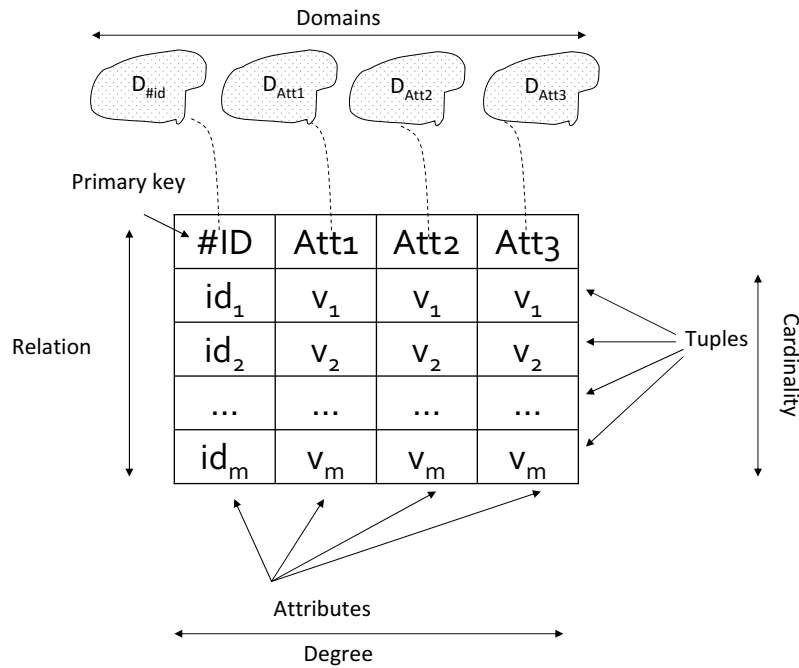 Domains
D#id DAtt1 DAtt2 DAtt3
Primary key
#ID Att1 Att2 Att3
id1 v1 v1 v1
id2 v2 v2 v2
... ... ... ...
idm vm vm vm
Relation
Tuples
Cardinality
Attributes
Degree